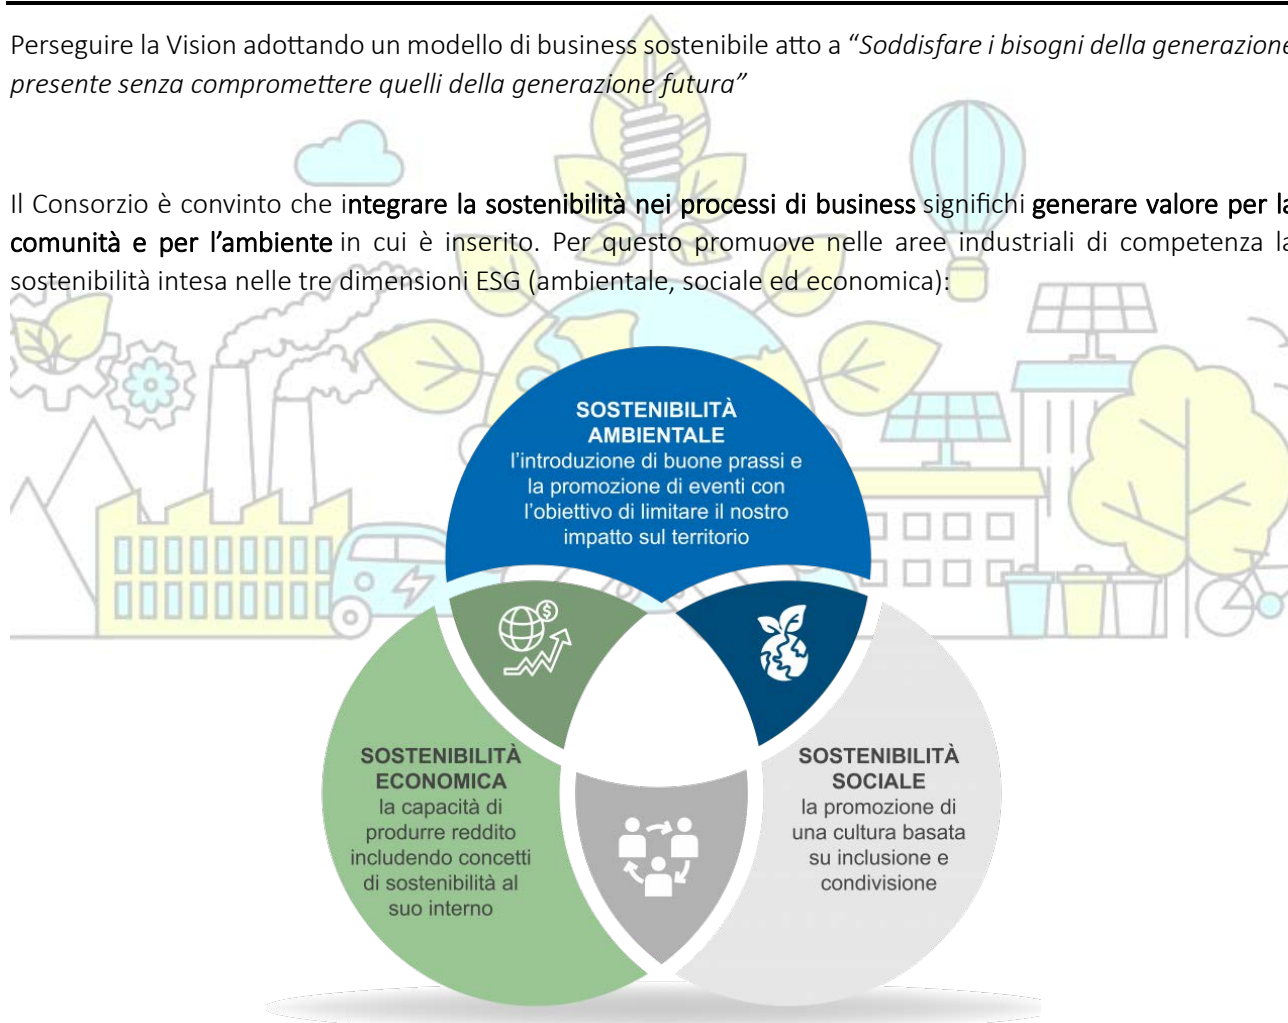 Perseguire la Vision adottando un modello di business sostenibile atto a “Soddisfare i bisogni della generazione
presente senza compromettere quelli della generazione futura”
Il Consorzio è convinto che integrare la sostenibilità nei processi di business significhi generare valore per la
comunità e per l’ambiente in cui è inserito. Per questo promuove nelle aree industriali di competenza la
sostenibilità intesa nelle tre dimensioni ESG (ambientale, sociale ed economica):
SOSTENIBILITÀ
AMBIENTALE
l’introduzione di buone prassi e
la promozione di eventi con
l’obiettivo di limitare il nostro
impatto sul territorio
SOSTENIBILITÀ
ECONOMICA
la capacità di
produrre reddito
includendo concetti
di sostenibilità al
suo interno
SOSTENIBILITÀ
SOCIALE
la promozione di
una cultura basata
su inclusione e
condivisione